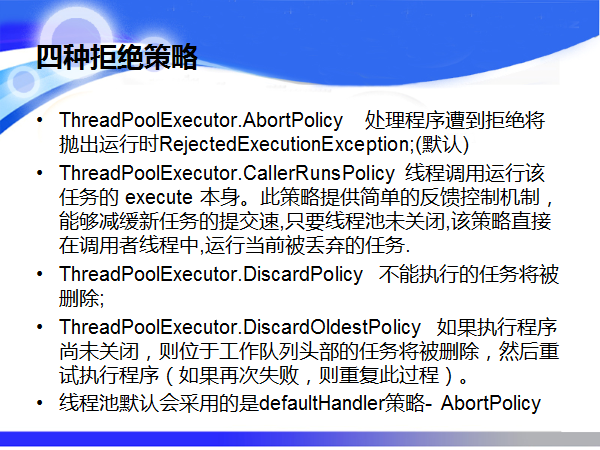 四种拒绝策略
• ThreadPoolExecutor.AbortPolicy 处理程序遭到拒绝将
抛出运行时RejectedExecutionException;(默认)
• ThreadPoolExecutor.CallerRunsPolicy 线程调用运行该
任务的 execute 本身。此策略提供简单的反馈控制机制，
能够减缓新任务的提交速,只要线程池未关闭,该策略直接
在调用者线程中,运行当前被丢弃的任务.
• ThreadPoolExecutor.DiscardPolicy 不能执行的任务将被
删除;
• ThreadPoolExecutor.DiscardOldestPolicy 如果执行程序
尚未关闭，则位于工作队列头部的任务将被删除，然后重
试执行程序（如果再次失败，则重复此过程）。
• 线程池默认会采用的是defaultHandler策略- AbortPolicy